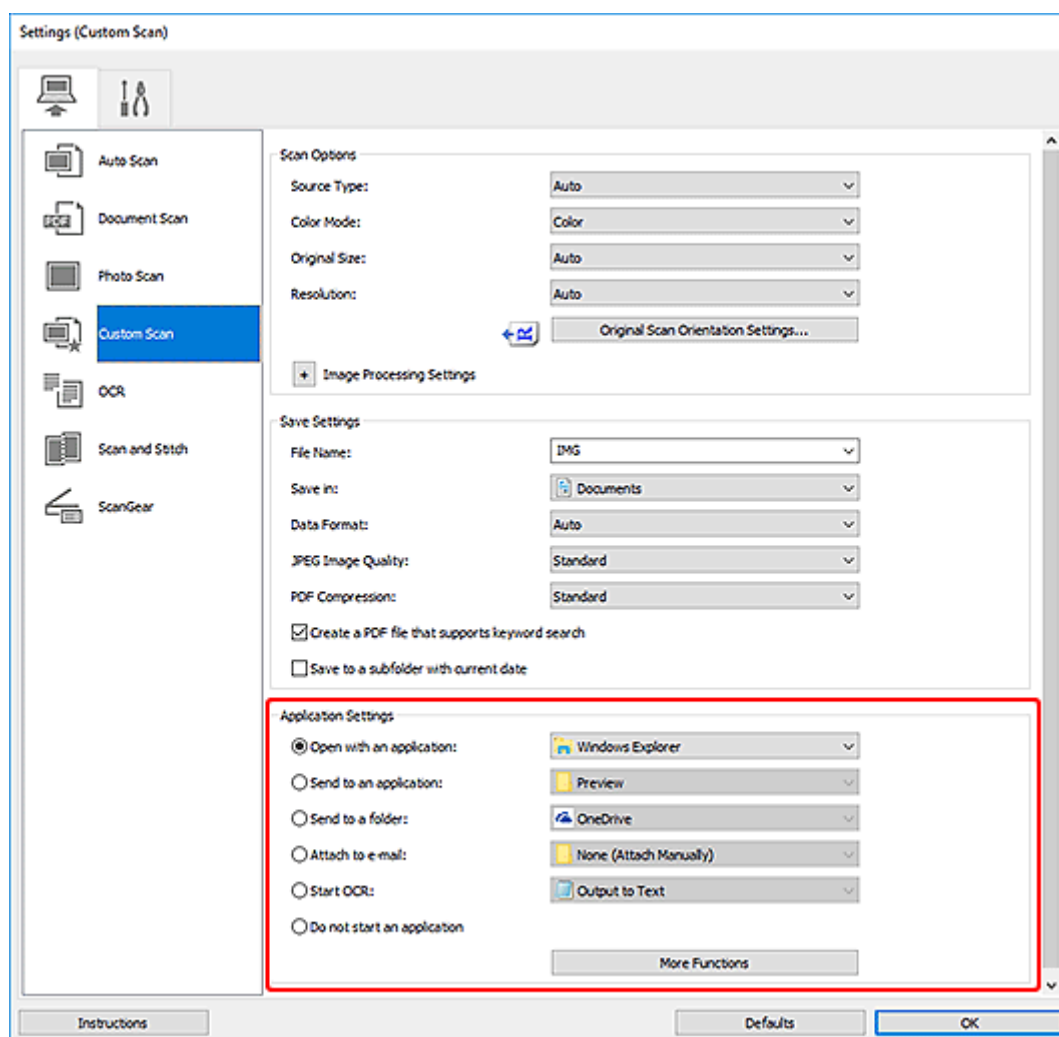 Settings (Custom Scan)
Auto Scan
Document Scan
Photo Scan
Custom Scan
OCR
Scan and Stitch
ScanGear
Scan Options
Source Type: Auto
Color Mode: Color
Original Size: Auto
Resolution: Auto
Original Scan Orientation Settings...
+ Image Processing Settings
Save Settings
File Name: IMG
Save in: Documents
Data Format: Auto
JPEG Image Quality: Standard
PDF Compression: Standard
Create a PDF file that supports keyword search
Save to a subfolder with current date
Application Settings
Open with an application: Windows Explorer
Send to an application: Preview
Send to a folder: OneDrive
Attach to e-mail: None (Attach Manually)
Start OCR: Output to Text
Do not start an application
More Functions
Instructions Defaults OK